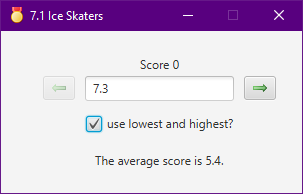 7.1 Ice Skaters
Score 0
7.3
use lowest and highest?
The average score is 5.4.